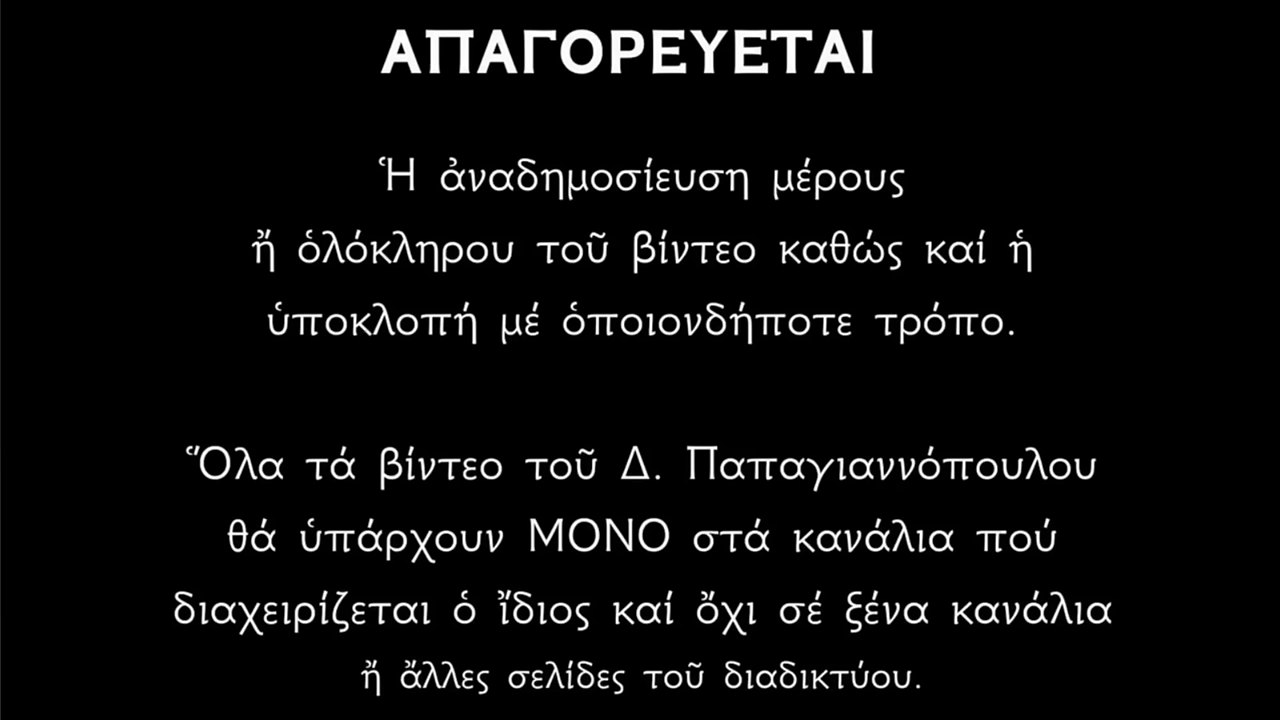 ΑΠΑΓΟΡΕΥΕΤΑΙ
Ἡ ἀναδημοσίευση μέρους
ἤ ὁλόκληρου τοῦ βίντεο καθώς καί ἡ
ὑποκλοπή μέ ὁποιονδήποτε τρόπο.
Ὅλα τά βίντεο τοῦ Δ. Παπαγιαννόπουλου
θά ὑπάρχουν ΜΟΝΟ στά κανάλια πού
διαχειρίζεται ὁ ἴδιος καί ὄχι σέ ξένα κανάλια
ἤ ἄλλες σελίδες τοῦ διαδικτύου.